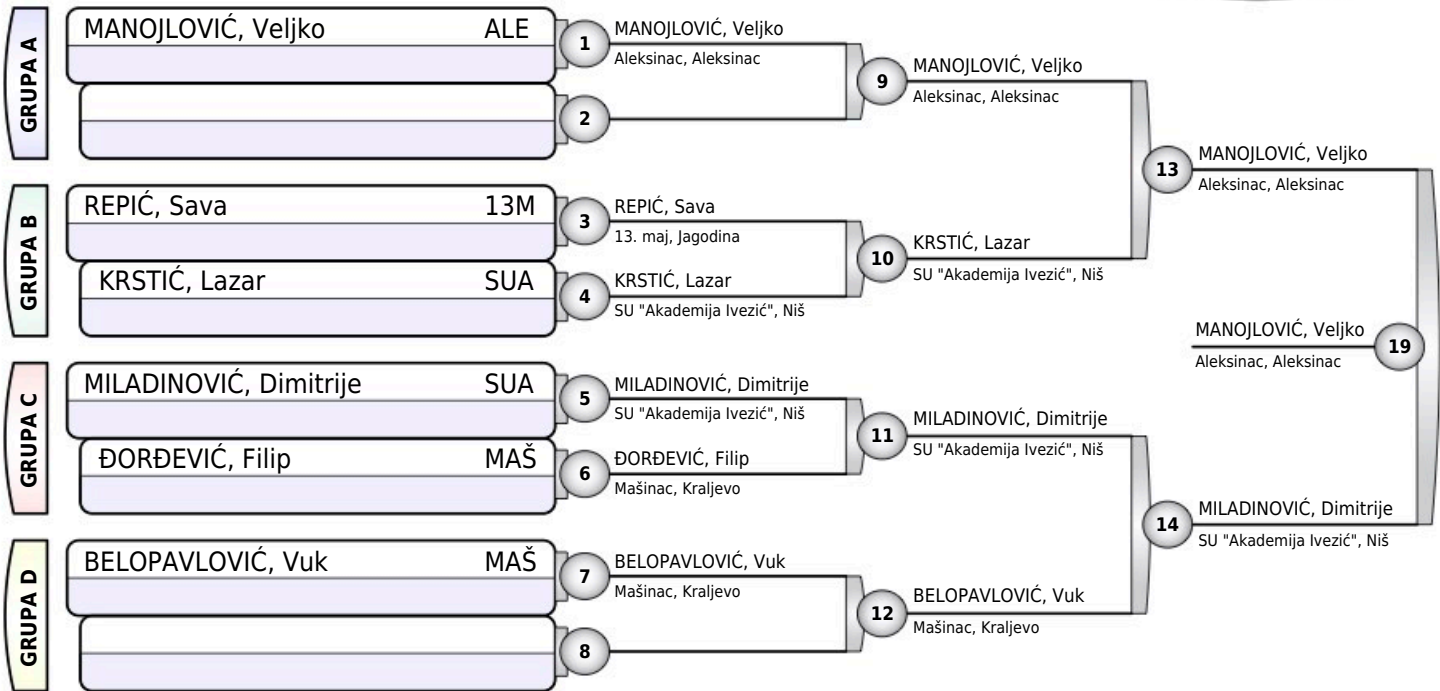 GRUPA A
MANOJLOVIĆ, Veljko ALE
1
MANOJLOVIĆ, Veljko
Aleksinac, Aleksinac
2
9
MANOJLOVIĆ, Veljko
Aleksinac, Aleksinac
13
MANOJLOVIĆ, Veljko
Aleksinac, Aleksinac
GRUPA B
REPIĆ, Sava 13M
3
REPIĆ, Sava
13. maj, Jagodina
10
KRSTIĆ, Lazar
SU "Akademija Ivezić", Niš
KRSTIĆ, Lazar SUA
4
KRSTIĆ, Lazar
SU "Akademija Ivezić", Niš
MANOJLOVIĆ, Veljko
Aleksinac, Aleksinac
19
GRUPA C
MILADINOVIĆ, Dimitrije SUA
5
MILADINOVIĆ, Dimitrije
SU "Akademija Ivezić", Niš
11
MILADINOVIĆ, Dimitrije
SU "Akademija Ivezić", Niš
ĐORĐEVIĆ, Filip MAŠ
6
ĐORĐEVIĆ, Filip
Mašinac, Kraljevo
14
MILADINOVIĆ, Dimitrije
SU "Akademija Ivezić", Niš
GRUPA D
BELOPAVLOVIĆ, Vuk MAŠ
7
BELOPAVLOVIĆ, Vuk
Mašinac, Kraljevo
12
BELOPAVLOVIĆ, Vuk
Mašinac, Kraljevo
8